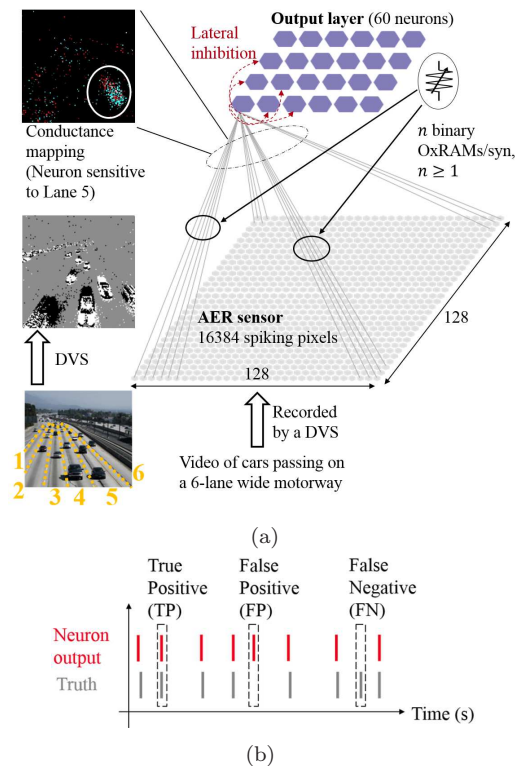 Lateral
inhibition
Output layer (60 neurons)
Conductance
mapping
(Neuron sensitive
to Lane 5)
n binary
OxRAMs/syn,
n ≥ 1
AER sensor
16384 spiking pixels
128
128
DVS
Recorded
by a DVS
Video of cars passing on
a 6-lane wide motorway
1
2
3
4
5
6
(a)
True
Positive
(TP)
False
Positive
(FP)
False
Negative
(FN)
Neuron
output
Truth
Time (s)
(b)